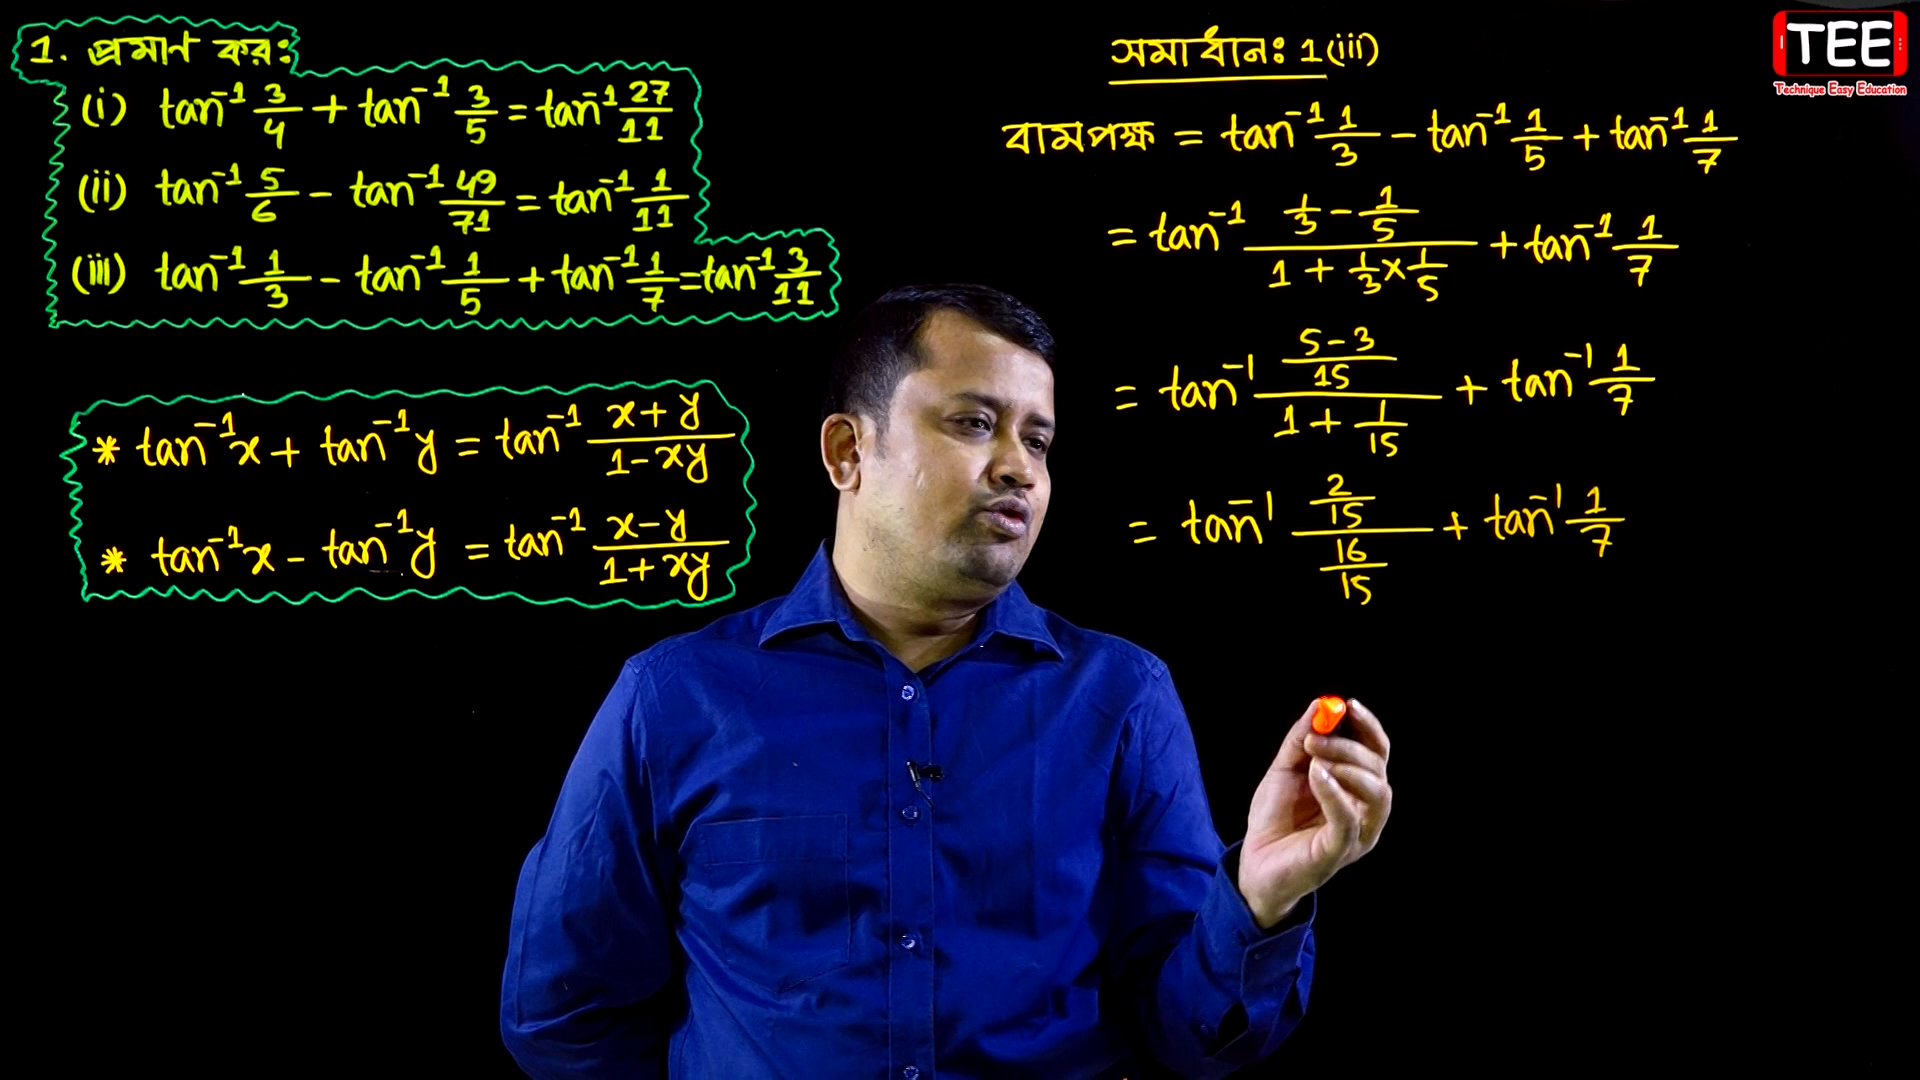 1. প্রমাণ কর:
(i) tan⁻¹ 3/4 + tan⁻¹ 3/5 = tan⁻¹ 27/11
(ii) tan⁻¹ 5/6 − tan⁻¹ 49/71 = tan⁻¹ 1/11
(iii) tan⁻¹ 1/3 − tan⁻¹ 1/5 + tan⁻¹ 1/7 = tan⁻¹ 3/11
* tan⁻¹x + tan⁻¹y = tan⁻¹ (x+y)/(1−xy)
* tan⁻¹x − tan⁻¹y = tan⁻¹ (x−y)/(1+xy)
সমাধান: 1(iii)
বামপক্ষ = tan⁻¹ 1/3 − tan⁻¹ 1/5 + tan⁻¹ 1/7
= tan⁻¹ (1/3 − 1/5)/(1 + 1/3 × 1/5) + tan⁻¹ 1/7
= tan⁻¹ ((5−3)/15)/(1 + 1/15) + tan⁻¹ 1/7
= tan⁻¹ (2/15)/(16/15) + tan⁻¹ 1/7
TEE
Technique Easy Education